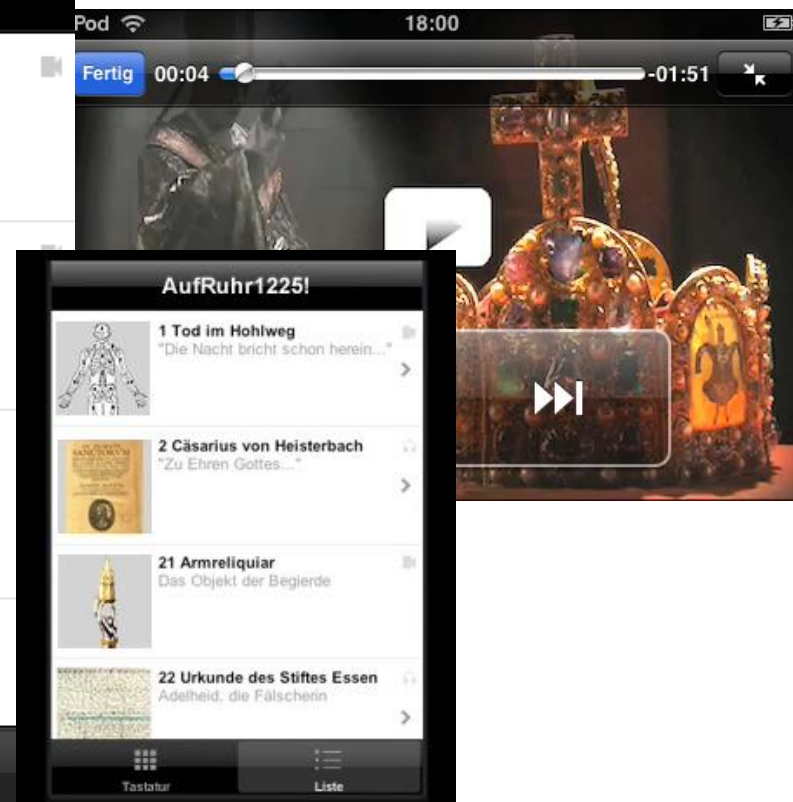 Pod 18:00
Fertig 00:04 -01:51
AufRuhr1225!
1 Tod im Hohlweg
"Die Nacht bricht schon herein..."
2 Cäsarius von Heisterbach
"Zu Ehren Gottes..."
SANCTORVM
21 Armreliquiar
Das Objekt der Begierde
22 Urkunde des Stiftes Essen
Adelheid, die Fälscherin
Tastatur Liste